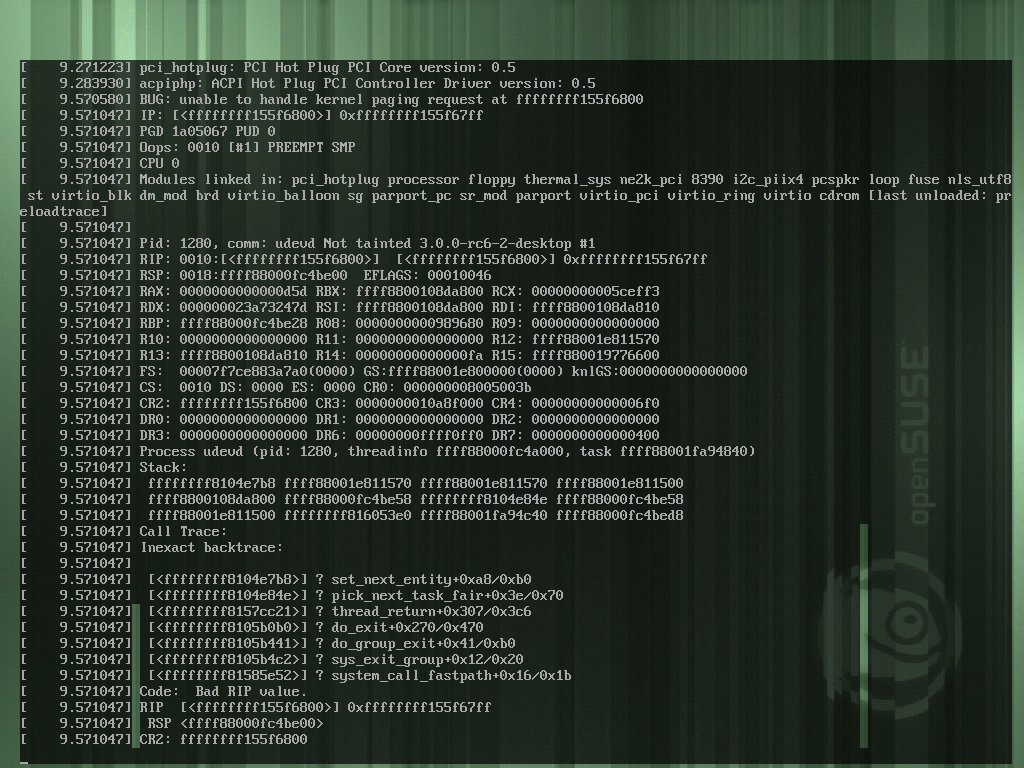 [    9.271223] pci_hotplug: PCI Hot Plug PCI Core version: 0.5
[    9.283930] acpiphp: ACPI Hot Plug PCI Controller Driver version: 0.5
[    9.570580] BUG: unable to handle kernel paging request at ffffffff155f6800
[    9.571047] IP: [<ffffffff155f6800>] 0xffffffff155f67ff
[    9.571047] PGD 1a05067 PUD 0
[    9.571047] Oops: 0010 [#1] PREEMPT SMP
[    9.571047] CPU 0
[    9.571047] Modules linked in: pci_hotplug processor floppy thermal_sys ne2k_pci 8390 i2c_piix4 pcspkr loop fuse nls_utf8
st virtio_blk dm_mod brd virtio_balloon sg parport_pc sr_mod parport virtio_pci virtio_ring virtio cdrom [last unloaded: pr
eloadtrace]
[    9.571047]
[    9.571047] Pid: 1280, comm: udevd Not tainted 3.0.0-rc6-2-desktop #1
[    9.571047] RIP: 0010:[<ffffffff155f6800>]  [<ffffffff155f6800>] 0xffffffff155f67ff
[    9.571047] RSP: 0018:ffff88000fc4be00  EFLAGS: 00010046
[    9.571047] RAX: 0000000000000d5d RBX: ffff8800108da800 RCX: 00000000005ceff3
[    9.571047] RDX: 000000023a73247d RSI: ffff8800108da800 RDI: ffff8800108da810
[    9.571047] RBP: ffff88000fc4be28 R08: 0000000000989680 R09: 0000000000000000
[    9.571047] R10: 0000000000000000 R11: 0000000000000000 R12: ffff88001e811570
[    9.571047] R13: ffff8800108da810 R14: 00000000000000fa R15: ffff880019776600
[    9.571047] FS:  00007f7ce883a7a0(0000) GS:ffff88001e800000(0000) knlGS:0000000000000000
[    9.571047] CS:  0010 DS: 0000 ES: 0000 CR0: 000000008005003b
[    9.571047] CR2: ffffffff155f6800 CR3: 0000000010a8f000 CR4: 00000000000006f0
[    9.571047] DR0: 0000000000000000 DR1: 0000000000000000 DR2: 0000000000000000
[    9.571047] DR3: 0000000000000000 DR6: 00000000ffff0ff0 DR7: 0000000000000400
[    9.571047] Process udevd (pid: 1280, threadinfo ffff88000fc4a000, task ffff88001fa94840)
[    9.571047] Stack:
[    9.571047]  ffffffff8104e7b8 ffff88001e811570 ffff88001e811570 ffff88001e811500
[    9.571047]  ffff8800108da800 ffff88000fc4be58 ffffffff8104e84e ffff88000fc4be58
[    9.571047]  ffff88001e811500 ffffffff816053e0 ffff88001fa94c40 ffff88000fc4bed8
[    9.571047] Call Trace:
[    9.571047] Inexact backtrace:
[    9.571047]
[    9.571047]  [<ffffffff8104e7b8>] ? set_next_entity+0xa8/0xb0
[    9.571047]  [<ffffffff8104e84e>] ? pick_next_task_fair+0x3e/0x70
[    9.571047]  [<ffffffff8157cc21>] ? thread_return+0x307/0x3c6
[    9.571047]  [<ffffffff8105b0b0>] ? do_exit+0x270/0x470
[    9.571047]  [<ffffffff8105b441>] ? do_group_exit+0x41/0xb0
[    9.571047]  [<ffffffff8105b4c2>] ? sys_exit_group+0x12/0x20
[    9.571047]  [<ffffffff81585e52>] ? system_call_fastpath+0x16/0x1b
[    9.571047] Code:  Bad RIP value.
[    9.571047] RIP  [<ffffffff155f6800>] 0xffffffff155f67ff
[    9.571047]  RSP <ffff88000fc4be00>
[    9.571047] CR2: ffffffff155f6800
openSUSE